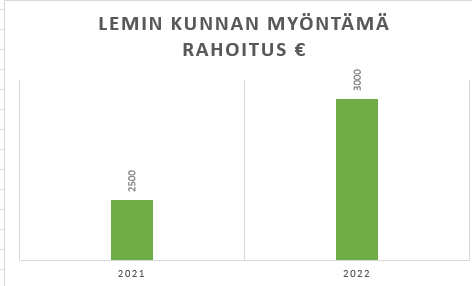 LEMIN KUNNAN MYÖNTÄMÄ
RAHOITUS €
2500
3000
2021
2022